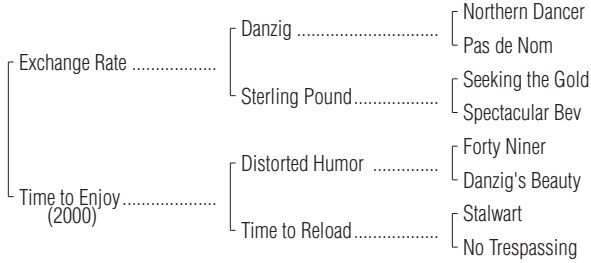 Northern Dancer
Danzig ..............................
Pas de Nom
Exchange Rate ..................
Seeking the Gold
Sterling Pound..................
Spectacular Bev
Forty Niner
Distorted Humor ..............
Danzig's Beauty
Time to Enjoy....................
(2000)
Stalwart
Time to Reload..................
No Trespassing